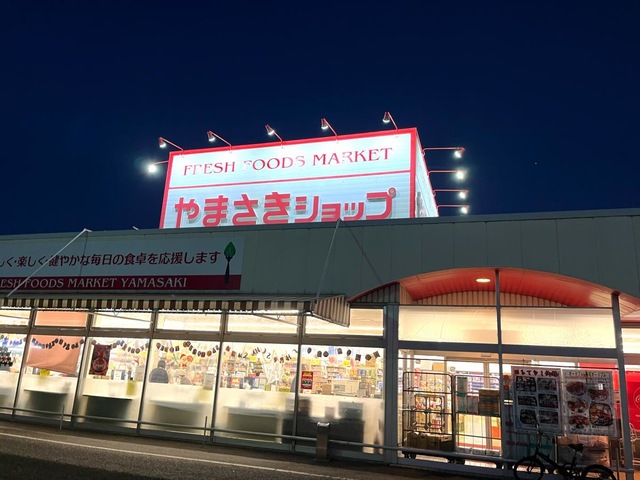 FRESH FOODS MARKET
やまさきショップ
しく・楽しく・健やかな毎日の食卓を応援します
ESH FOODS MARKET YAMASAKI